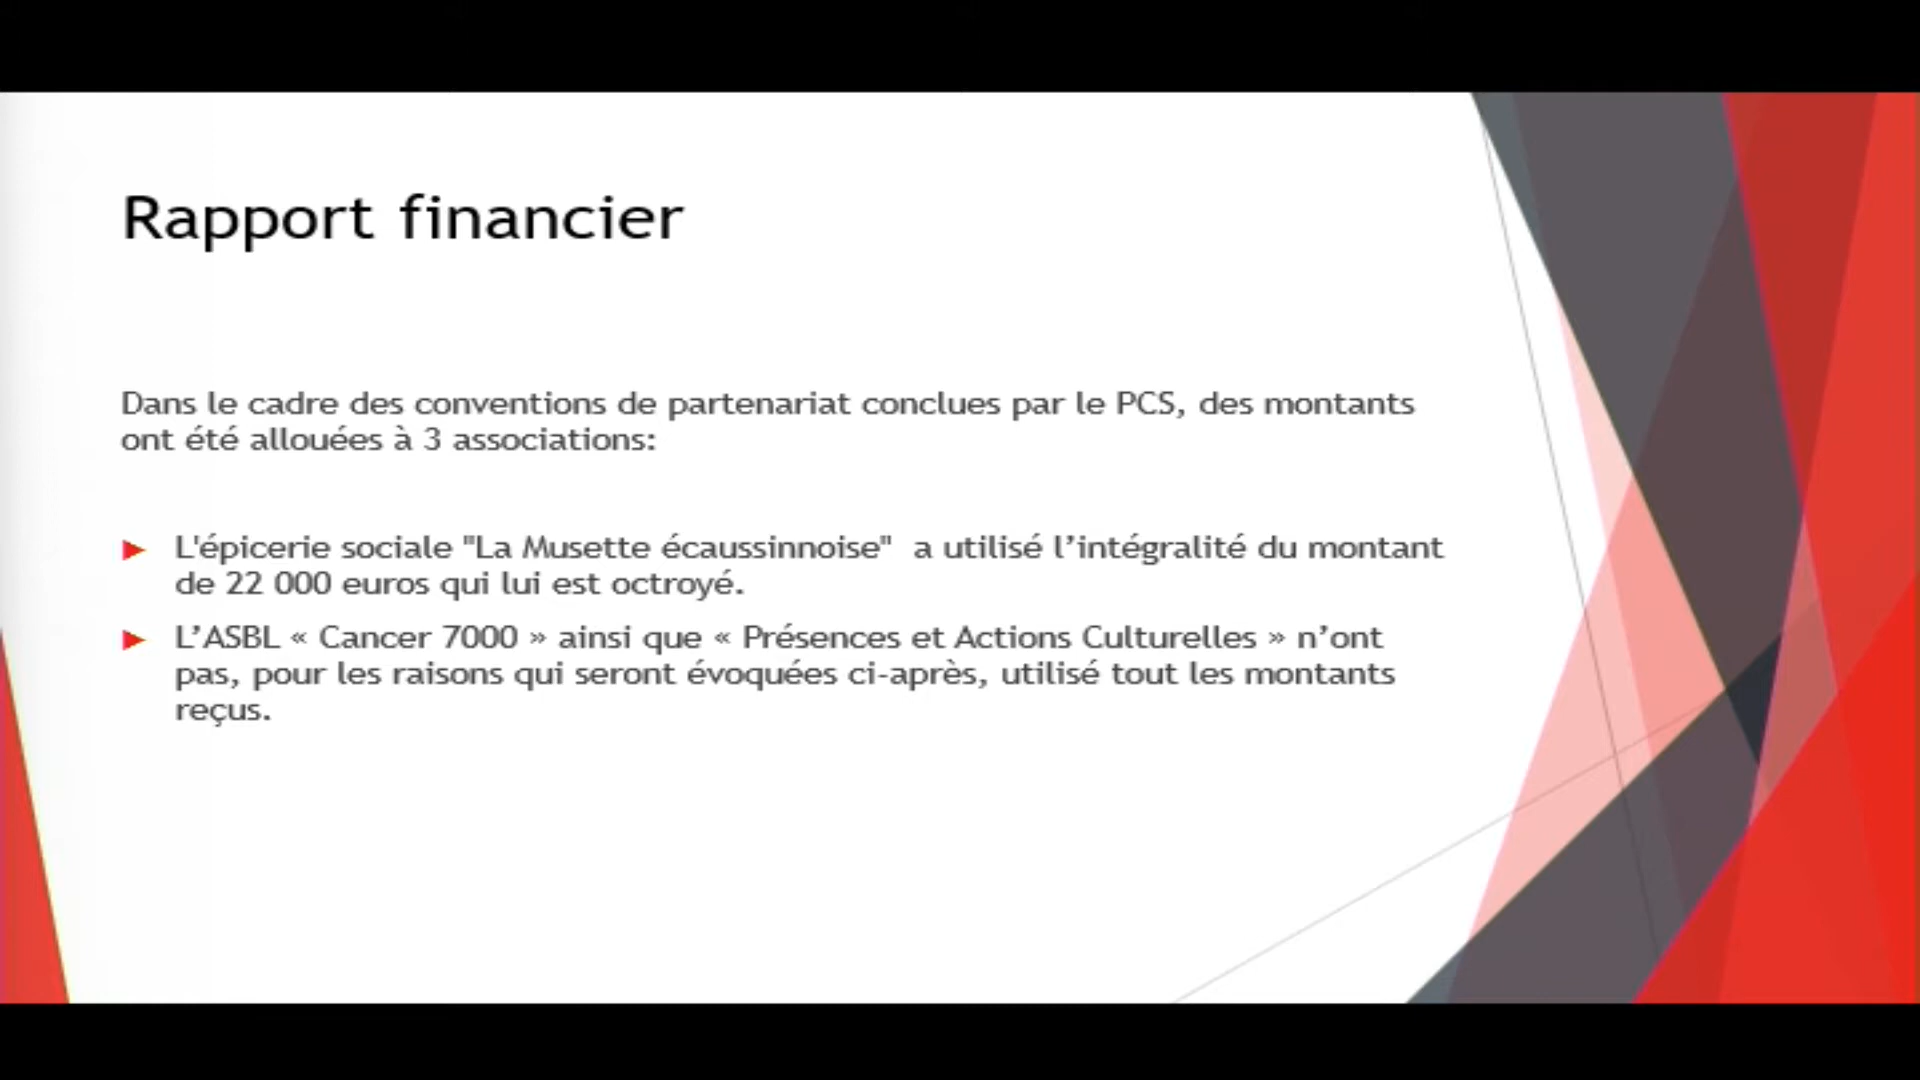 Rapport financier
Dans le cadre des conventions de partenariat conclues par le PCS, des montants
ont été allouées à 3 associations:
L'épicerie sociale "La Musette écaussinnoise"  a utilisé l’intégralité du montant
de 22 000 euros qui lui est octroyé.
L’ASBL « Cancer 7000 » ainsi que « Présences et Actions Culturelles » n’ont
pas, pour les raisons qui seront évoquées ci-après, utilisé tout les montants
reçus.